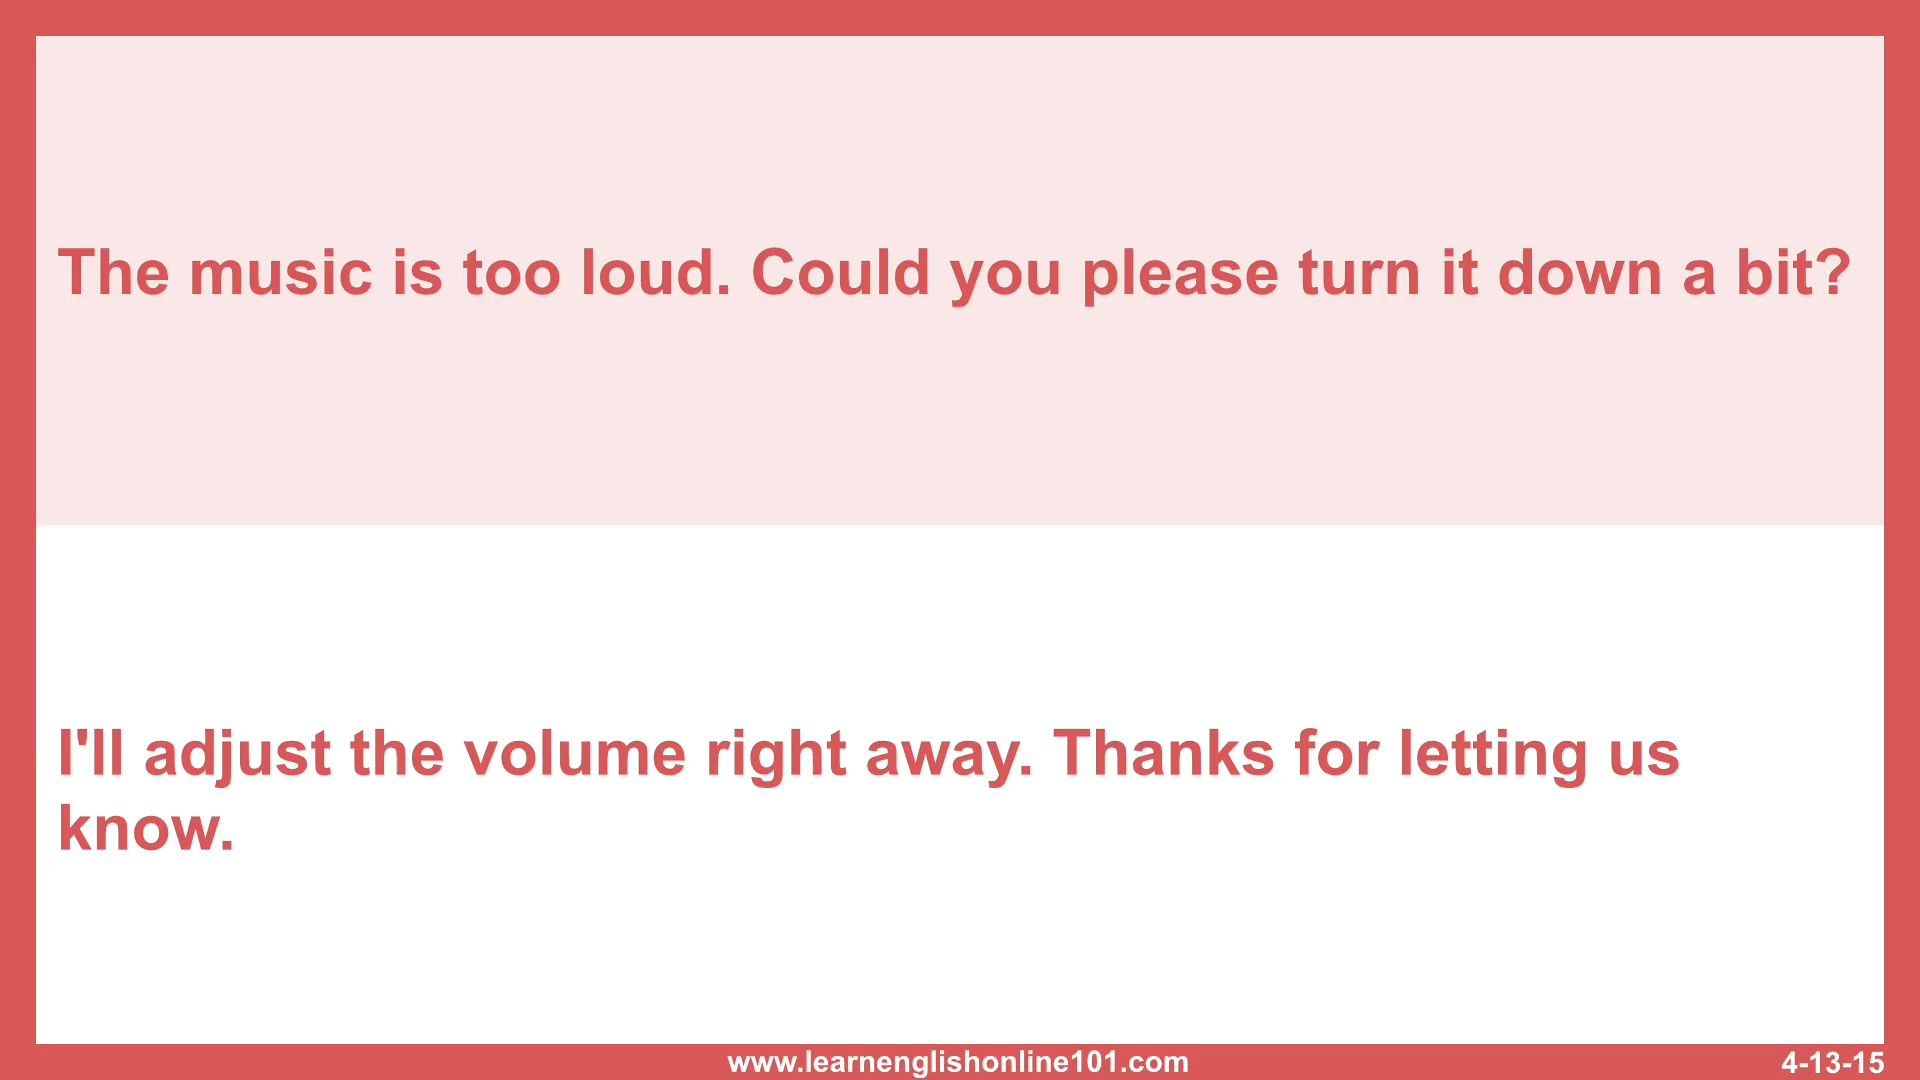 The music is too loud. Could you please turn it down a bit?
I'll adjust the volume right away. Thanks for letting us
know.
www.learnenglishonline101.com
4-13-15